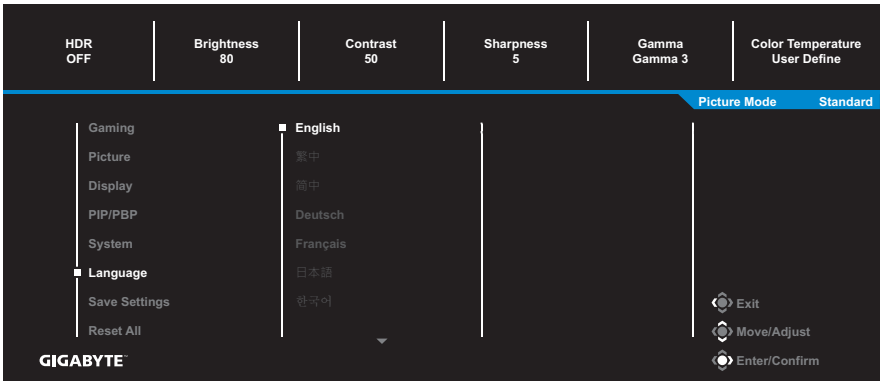 HDR
OFF
Brightness
80
Contrast
50
Sharpness
5
Gamma
Gamma 3
Color Temperature
User Define
Picture Mode Standard
Gaming
Picture
Display
PIP/PBP
System
Language
Save Settings
Reset All
English
繁中
簡中
Deutsch
Français
日本語
한국어
Exit
Move/Adjust
Enter/Confirm
GIGABYTE™